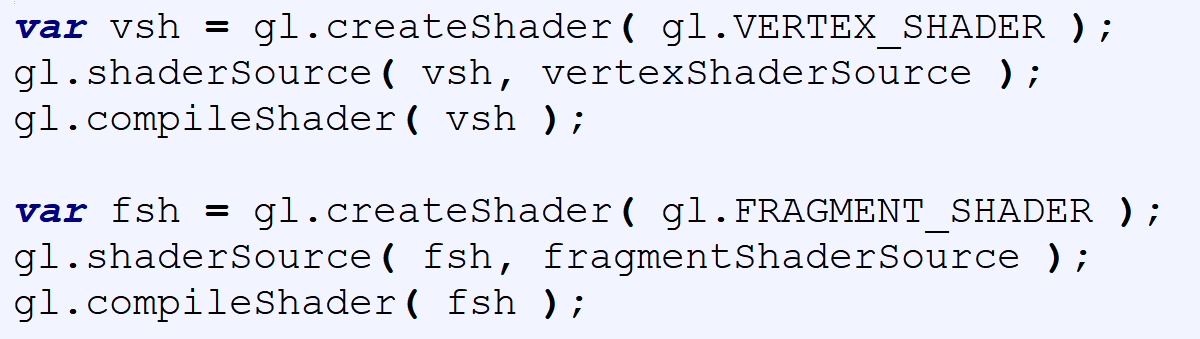 var vsh = gl.createShader( gl.VERTEX_SHADER );
gl.shaderSource( vsh, vertexShaderSource );
gl.compileShader( vsh );
var fsh = gl.createShader( gl.FRAGMENT_SHADER );
gl.shaderSource( fsh, fragmentShaderSource );
gl.compileShader( fsh );